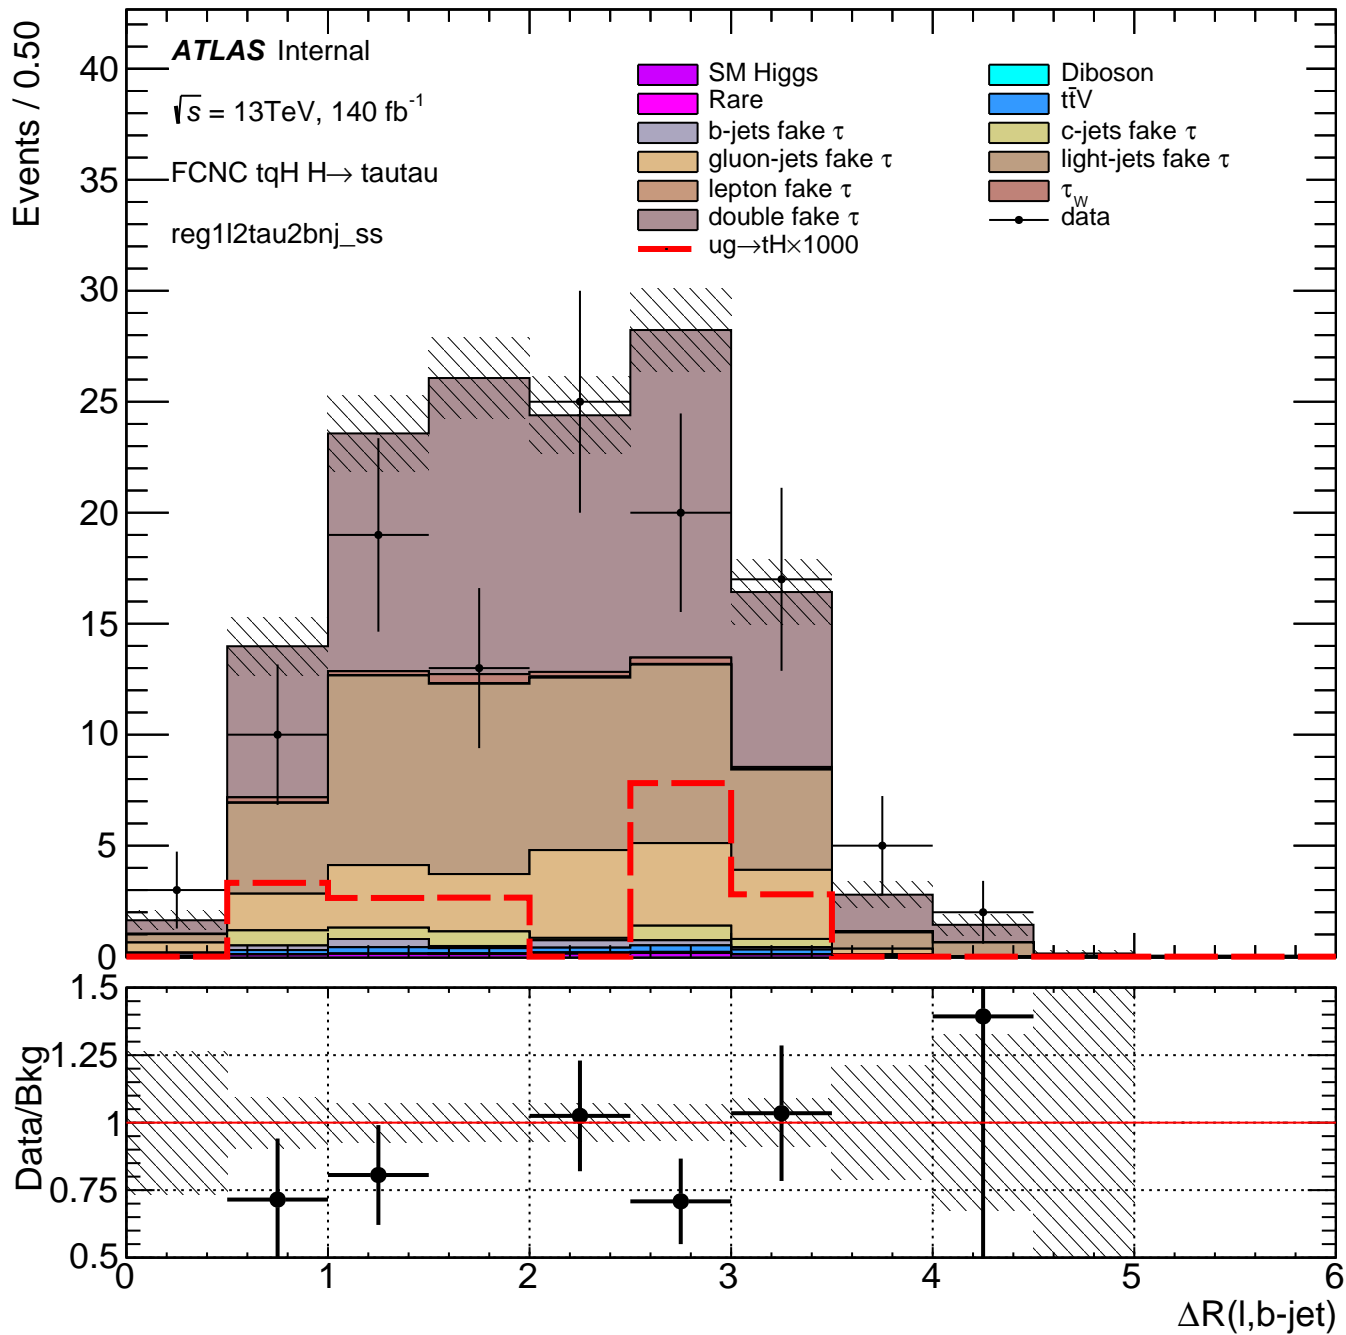 Events / 0.50
ATLAS Internal
√s = 13TeV, 140 fb⁻¹
FCNC tqH H→ tautau
reg1l2tau2bnj_ss
SM Higgs
Rare
b-jets fake τ
gluon-jets fake τ
lepton fake τ
double fake τ
ug→tH×1000
Diboson
tt̄V
c-jets fake τ
light-jets fake τ
τ_W
data
40
35
30
25
20
15
10
5
0
Data/Bkg
1.5
1.25
1
0.75
0.5
0 1 2 3 4 5 6
ΔR(l,b-jet)